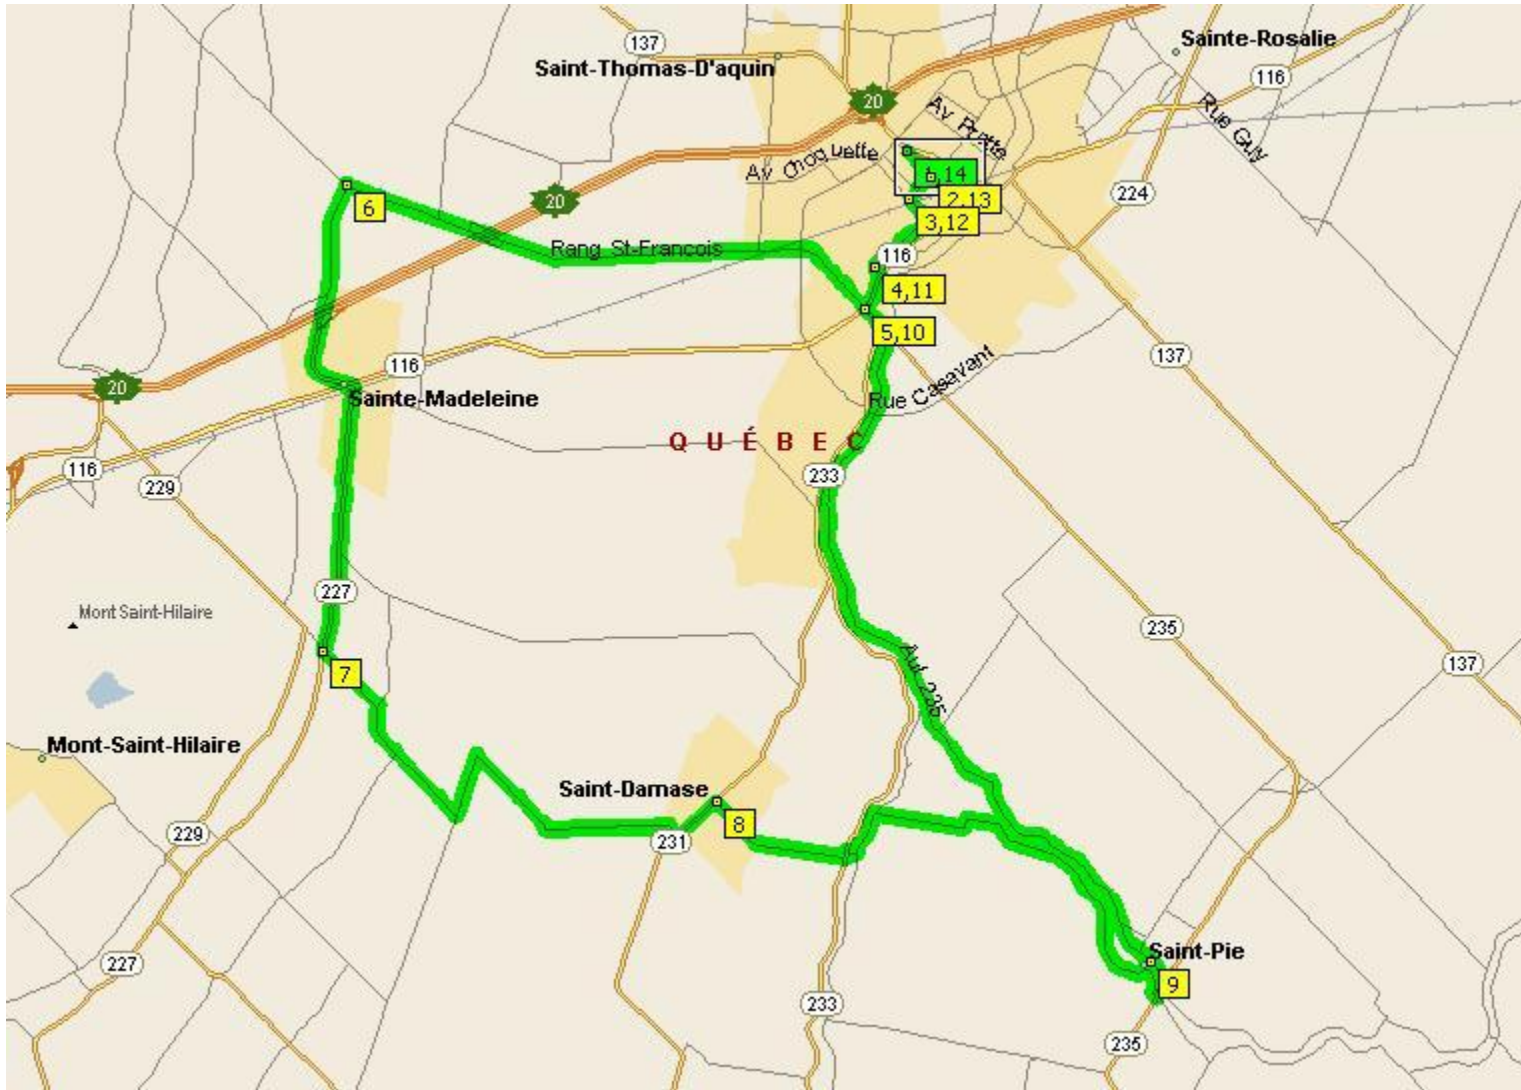 137
Sainte-Rosalie
Saint-Thomas-D'aquin
116
20
Av Pratte
Rue Guy
Av Choquette
1,14
224
20
2,13
6
3,12
Rang St-Francois
116
4,11
5,10
116
137
20
Sainte-Madeleine
Rue Casavant
QUÉBEC
116
233
229
227
Mont Saint-Hilaire
235
137
7
Aut 235
Mont-Saint-Hilaire
Saint-Damase
8
229
231
Saint-Pie
227
9
233
235